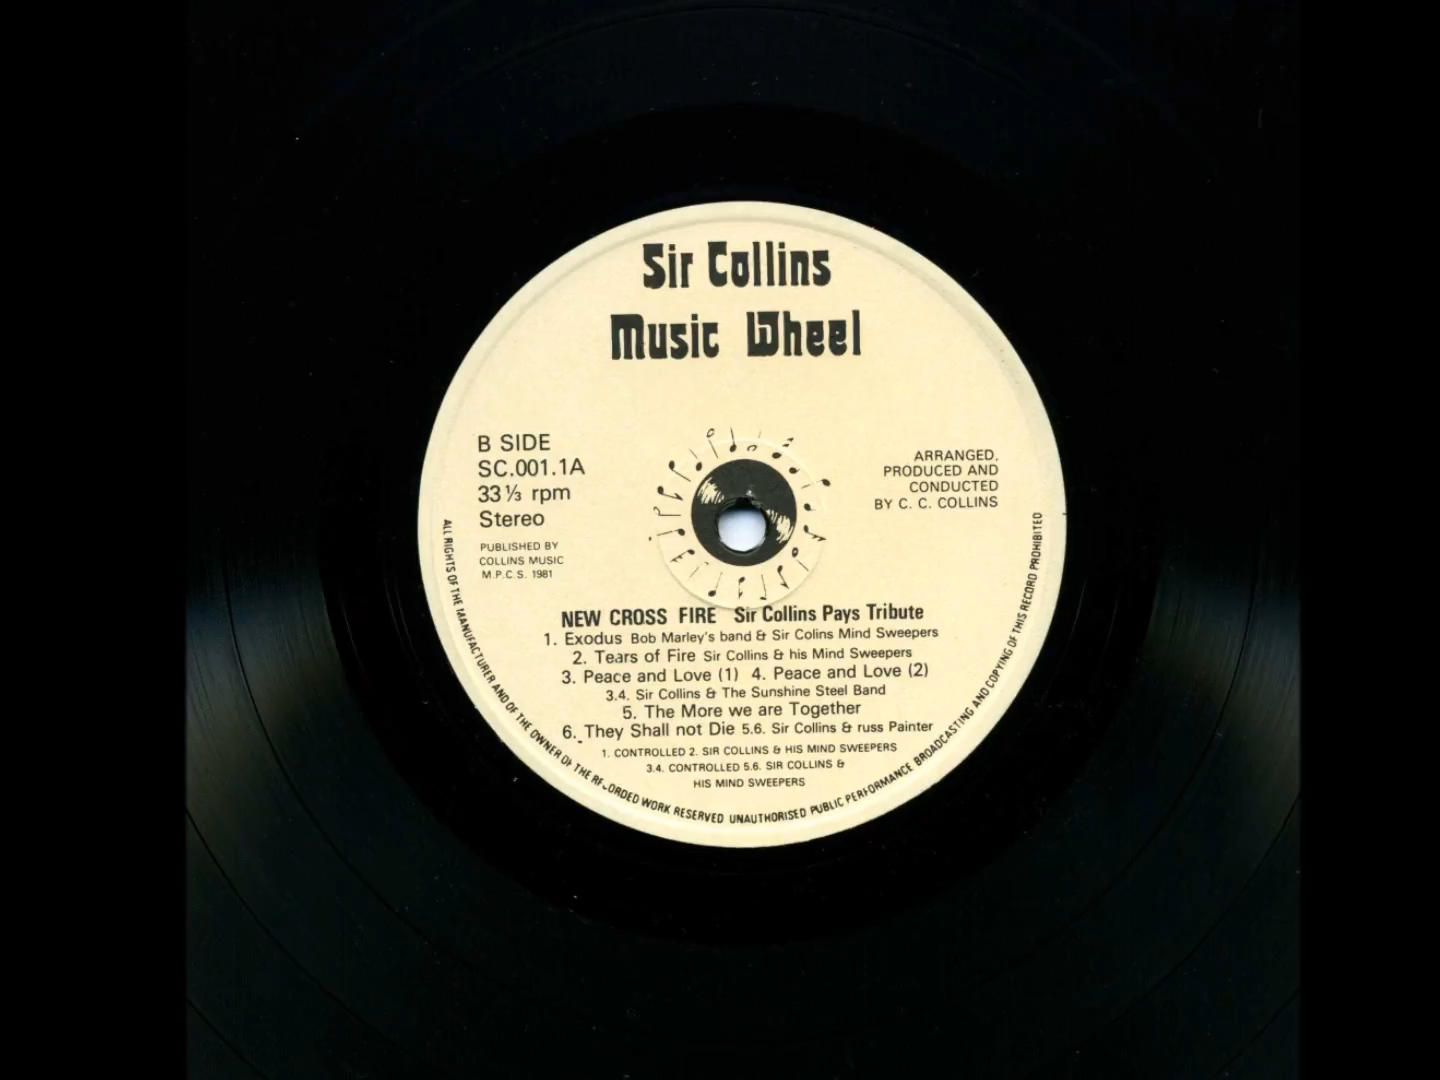 Sir Collins
Music Wheel
B SIDE
SC.001.1A
33⅓ rpm
Stereo
PUBLISHED BY
COLLINS MUSIC
M.P.C.S. 1981
ARRANGED,
PRODUCED AND
CONDUCTED
BY C. C. COLLINS
NEW CROSS FIRE Sir Collins Pays Tribute
1. Exodus Bob Marley's band & Sir Colins Mind Sweepers
2. Tears of Fire Sir Collins & his Mind Sweepers
3. Peace and Love (1) 4. Peace and Love (2)
3.4. Sir Collins & The Sunshine Steel Band
5. The More we are Together
6. They Shall not Die 5.6. Sir Collins & russ Painter
1. CONTROLLED 2. SIR COLLINS & HIS MIND SWEEPERS
3.4. CONTROLLED 5.6. SIR COLLINS &
HIS MIND SWEEPERS
ALL RIGHTS OF THE MANUFACTURER AND OF THE OWNER OF THE RECORDED WORK RESERVED UNAUTHORISED PUBLIC PERFORMANCE BROADCASTING AND COPYING OF THIS RECORD PROHIBITED